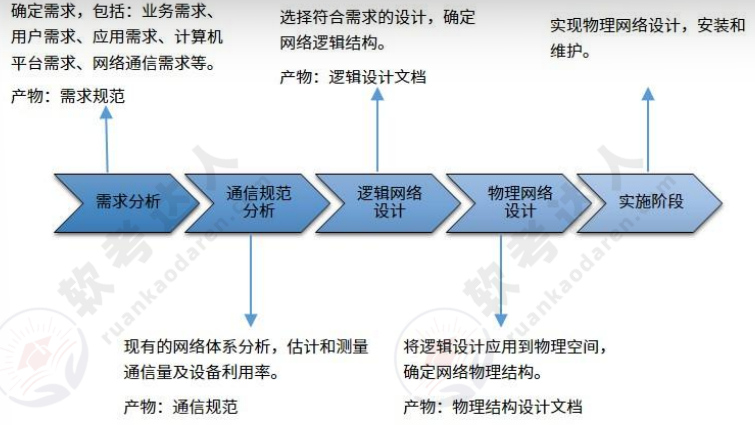 确定需求，包括：业务需求、
用户需求、应用需求、计算机
平台需求、网络通信需求等。
产物：需求规范
选择符合需求的设计，确定
网络逻辑结构。
产物：逻辑设计文档
实现物理网络设计，安装和
维护。
需求分析
通信规范
分析
逻辑网络
设计
物理网络
设计
实施阶段
现有的网络体系分析，估计和测量
通信量及设备利用率。
产物：通信规范
将逻辑设计应用到物理空间，
确定网络物理结构。
产物：物理结构设计文档
软考达人
ruankaodaren.com
软考达人
ruankaodaren.com